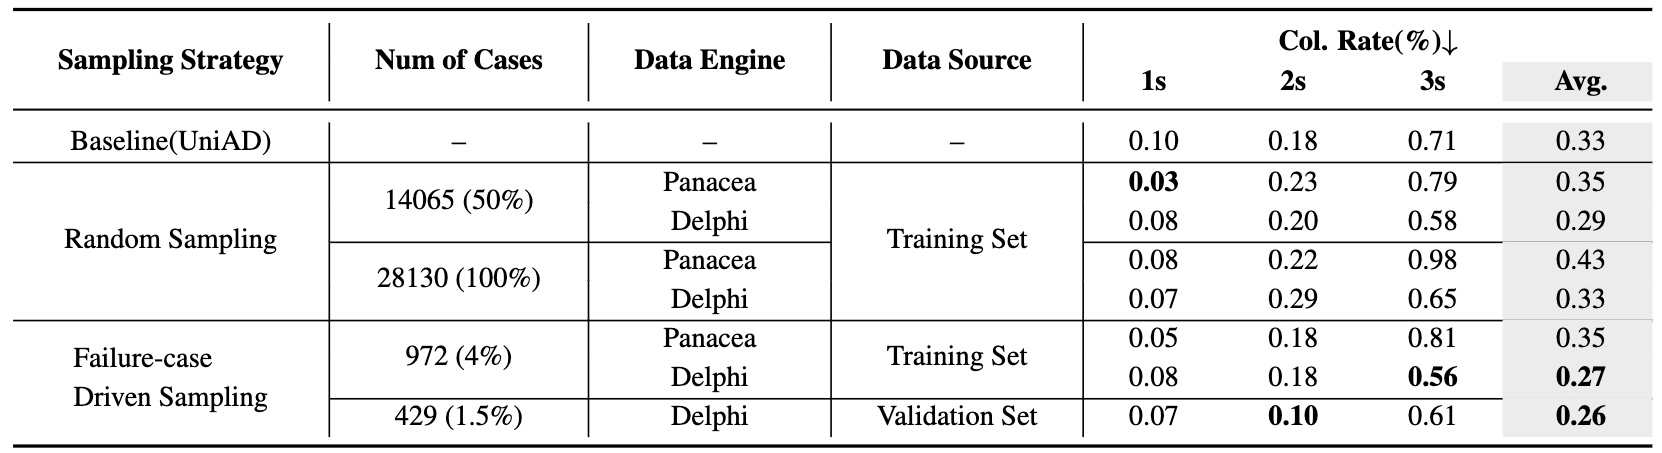 Sampling Strategy Num of Cases Data Engine Data Source Col. Rate(%)↓
1s 2s 3s Avg.
Baseline(UniAD) – – – 0.10 0.18 0.71 0.33
Random Sampling 14065 (50%) Panacea Training Set 0.03 0.23 0.79 0.35
Delphi 0.08 0.20 0.58 0.29
28130 (100%) Panacea 0.08 0.22 0.98 0.43
Delphi 0.07 0.29 0.65 0.33
Failure-case 972 (4%) Panacea Training Set 0.05 0.18 0.81 0.35
Driven Sampling Delphi 0.08 0.18 0.56 0.27
429 (1.5%) Delphi Validation Set 0.07 0.10 0.61 0.26